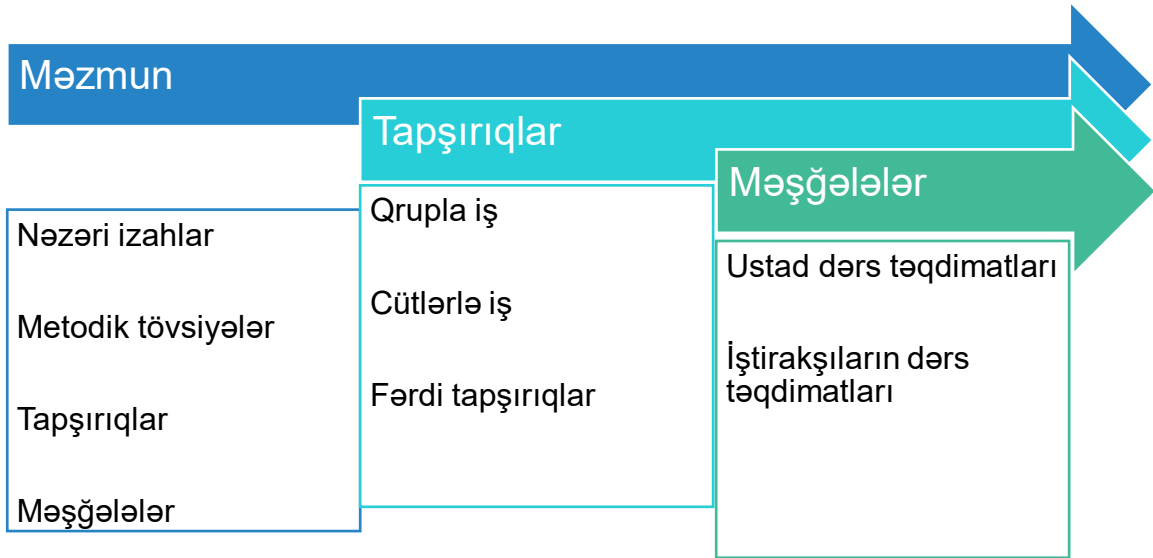 Məzmun
Nəzəri izahlar
Metodik tövsiyələr
Tapşırıqlar
Məşğələlər
Tapşırıqlar
Qrupla iş
Cütlərlə iş
Fərdi tapşırıqlar
Məşğələlər
Ustad dərs təqdimatları
İştirakşıların dərs
təqdimatları